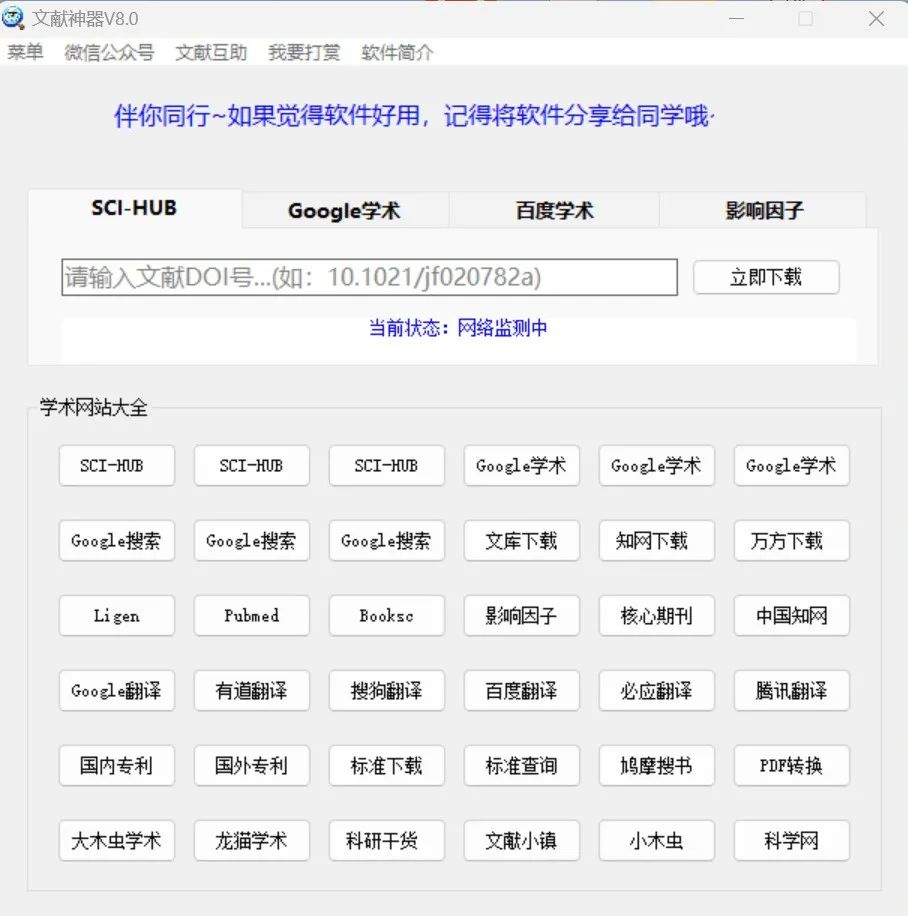 文献神器V8.0
菜单 微信公众号 文献互助 我要打赏 软件简介
伴你同行~如果觉得软件好用，记得将软件分享给同学哦~
SCI-HUB Google学术 百度学术 影响因子
请输入文献DOI号...(如：10.1021/jf020782a) 立即下载
当前状态：网络监测中
学术网站大全
SCI-HUB SCI-HUB SCI-HUB Google学术 Google学术 Google学术
Google搜索 Google搜索 Google搜索 文库下载 知网下载 万方下载
Ligen Pubmed Booksc 影响因子 核心期刊 中国知网
Google翻译 有道翻译 搜狗翻译 百度翻译 必应翻译 腾讯翻译
国内专利 国外专利 标准下载 标准查询 鸠摩搜书 PDF转换
大木虫学术 龙猫学术 科研干货 文献小镇 小木虫 科学网